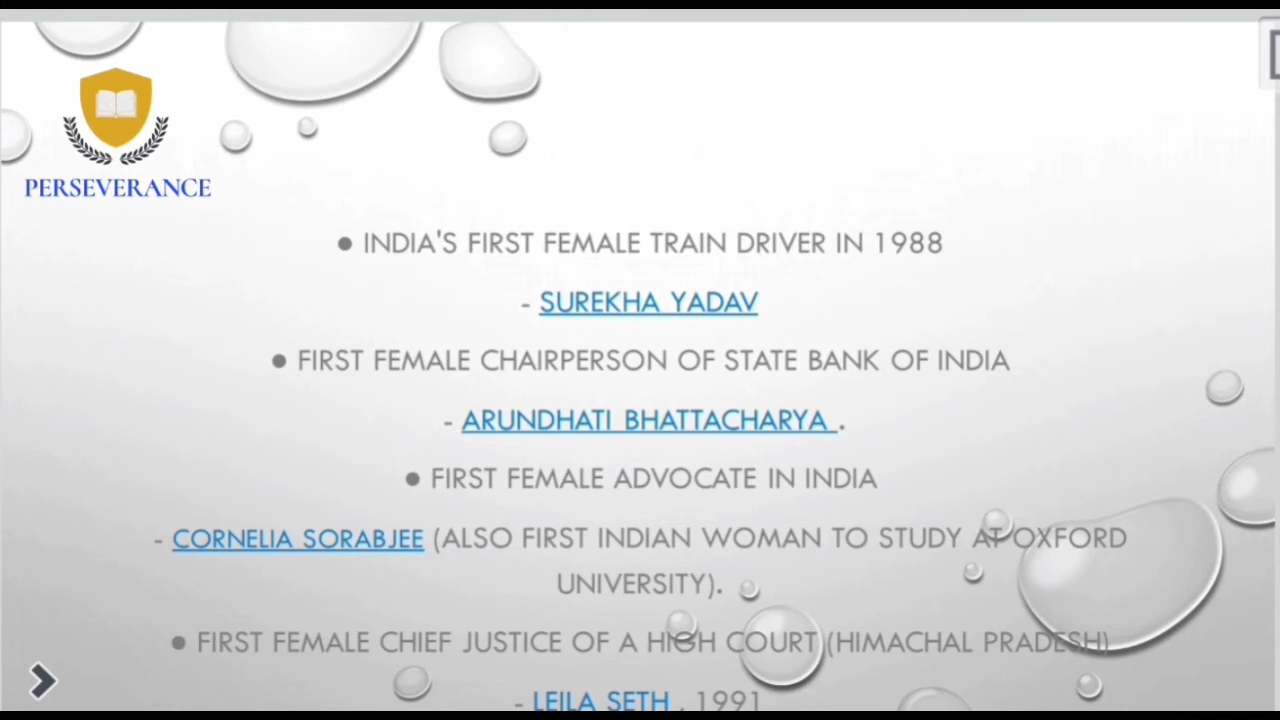 PERSEVERANCE
● INDIA'S FIRST FEMALE TRAIN DRIVER IN 1988
- SUREKHA YADAV
● FIRST FEMALE CHAIRPERSON OF STATE BANK OF INDIA
- ARUNDHATI BHATTACHARYA .
● FIRST FEMALE ADVOCATE IN INDIA
- CORNELIA SORABJEE (ALSO FIRST INDIAN WOMAN TO STUDY AT OXFORD
UNIVERSITY).
● FIRST FEMALE CHIEF JUSTICE OF A HIGH COURT (HIMACHAL PRADESH)
- LEILA SETH , 1991